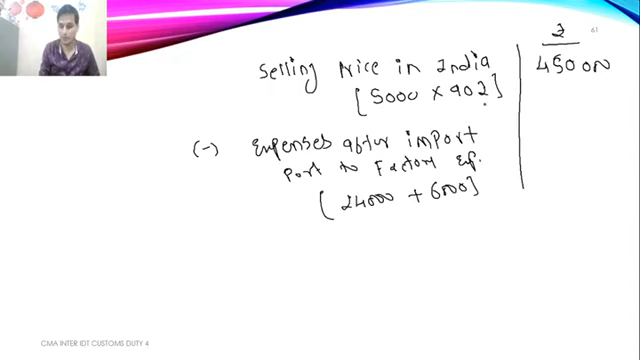 ₹
61
Selling Price in India 450000
[5000 × 90₹]
(-) Expenses after import
Port to Factory Exp.
[24000 + 6000]
CMA INTER IDT CUSTOMS DUTY 4